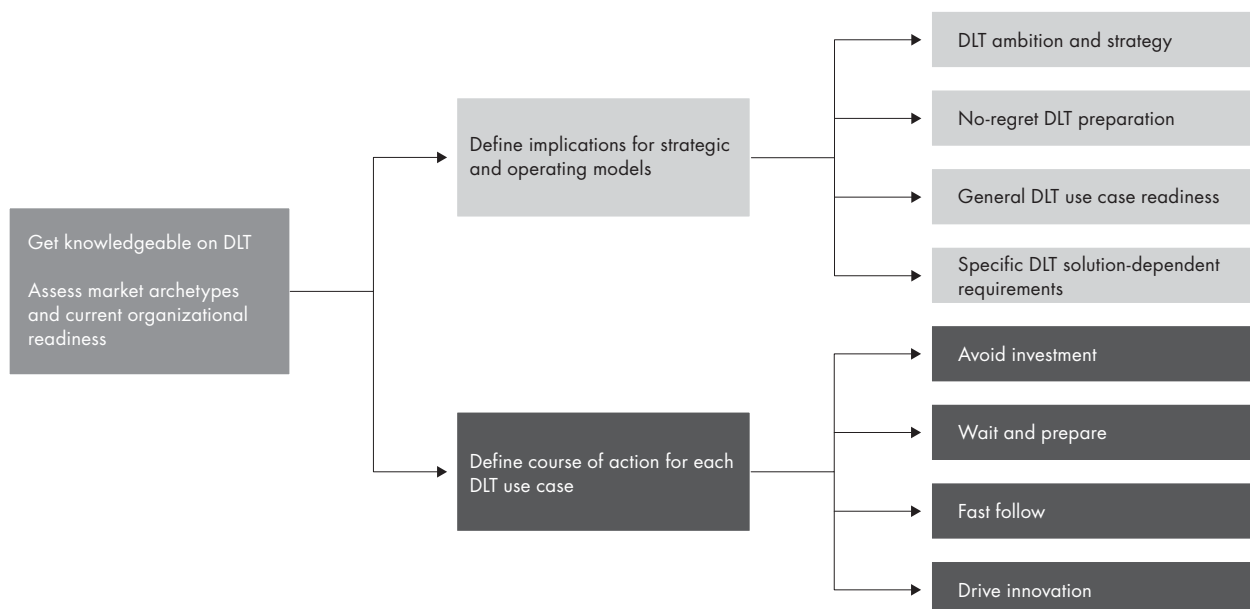 Get knowledgeable on DLT
Assess market archetypes
and current organizational
readiness
Define implications for strategic
and operating models
DLT ambition and strategy
No-regret DLT preparation
General DLT use case readiness
Specific DLT solution-dependent
requirements
Define course of action for each
DLT use case
Avoid investment
Wait and prepare
Fast follow
Drive innovation